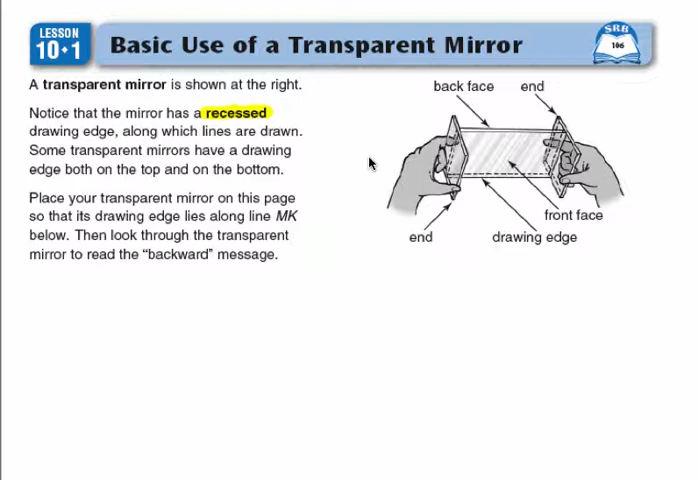 LESSON
10•1
Basic Use of a Transparent Mirror
SRB
106
A transparent mirror is shown at the right.
Notice that the mirror has a recessed
drawing edge, along which lines are drawn.
Some transparent mirrors have a drawing
edge both on the top and on the bottom.
Place your transparent mirror on this page
so that its drawing edge lies along line MK
below. Then look through the transparent
mirror to read the “backward” message.
back face
end
front face
end
drawing edge